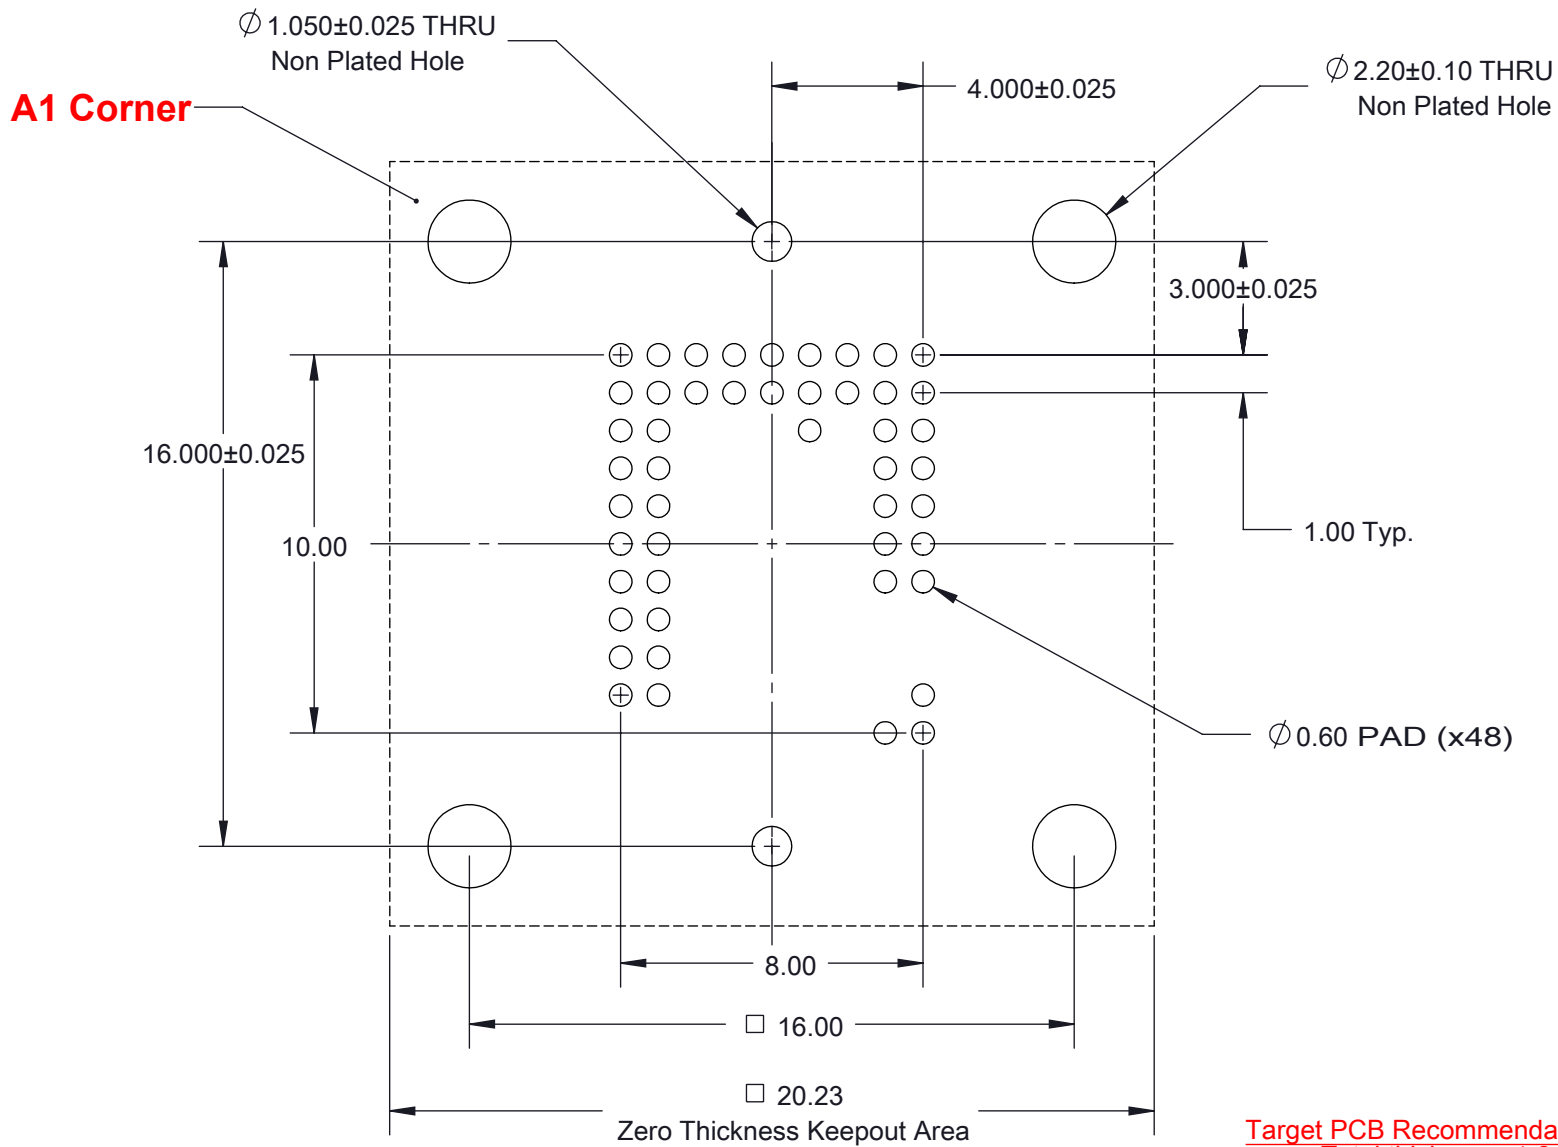 ∅1.050±0.025 THRU
Non Plated Hole
A1 Corner
4.000±0.025
∅2.20±0.10 THRU
Non Plated Hole
3.000±0.025
16.000±0.025
10.00
1.00 Typ.
∅0.60 PAD (x48)
8.00
□ 16.00
□ 20.23
Zero Thickness Keepout Area
Target PCB Recommenda